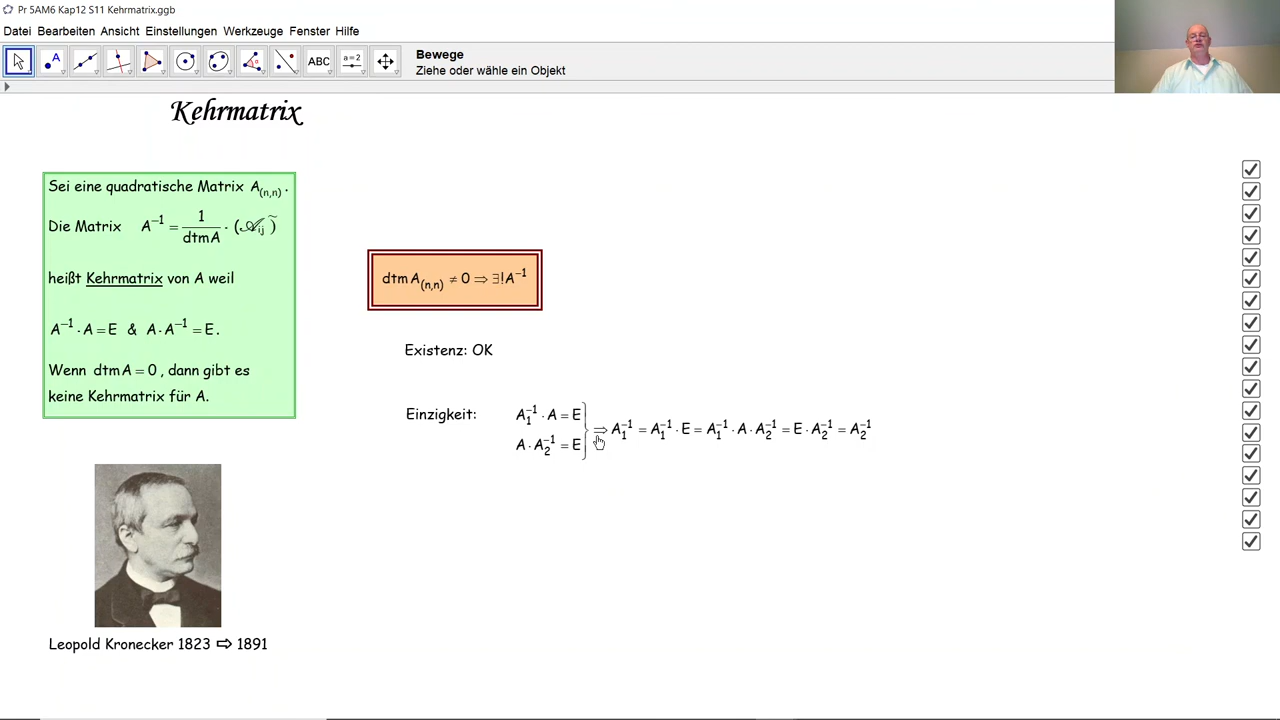 Pr 5AM6 Kap12 S11 Kehrmatrix.ggb
Datei Bearbeiten Ansicht Einstellungen Werkzeuge Fenster Hilfe
A
ABC
a=2
Bewege
Ziehe oder wähle ein Objekt
Kehrmatrix
Sei eine quadratische Matrix A₍ₙ,ₙ₎ .
Die Matrix A⁻¹ = 1/dtmA · (𝒜ᵢⱼ ˜)
heißt Kehrmatrix von A weil
A⁻¹ · A = E & A · A⁻¹ = E .
Wenn dtmA = 0 , dann gibt es
keine Kehrmatrix für A.
dtm A₍ₙ,ₙ₎ ≠ 0 ⇒ ∃!A⁻¹
Existenz: OK
Einzigkeit:
A₁⁻¹ · A = E
A · A₂⁻¹ = E
} ⇒ A₁⁻¹ = A₁⁻¹ · E = A₁⁻¹ · A · A₂⁻¹ = E · A₂⁻¹ = A₂⁻¹
Leopold Kronecker 1823 ⇨ 1891